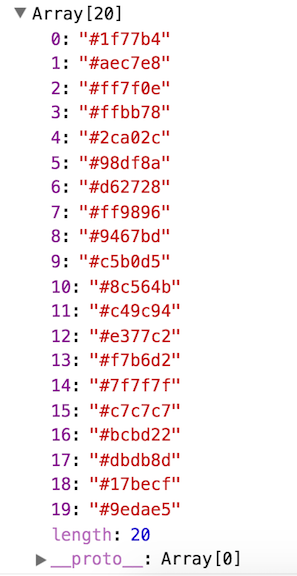 ▼ Array[20]
0: "#1f77b4"
1: "#aec7e8"
2: "#ff7f0e"
3: "#ffbb78"
4: "#2ca02c"
5: "#98df8a"
6: "#d62728"
7: "#ff9896"
8: "#9467bd"
9: "#c5b0d5"
10: "#8c564b"
11: "#c49c94"
12: "#e377c2"
13: "#f7b6d2"
14: "#7f7f7f"
15: "#c7c7c7"
16: "#bcbd22"
17: "#dbdb8d"
18: "#17becf"
19: "#9edae5"
length: 20
▶ __proto__: Array[0]